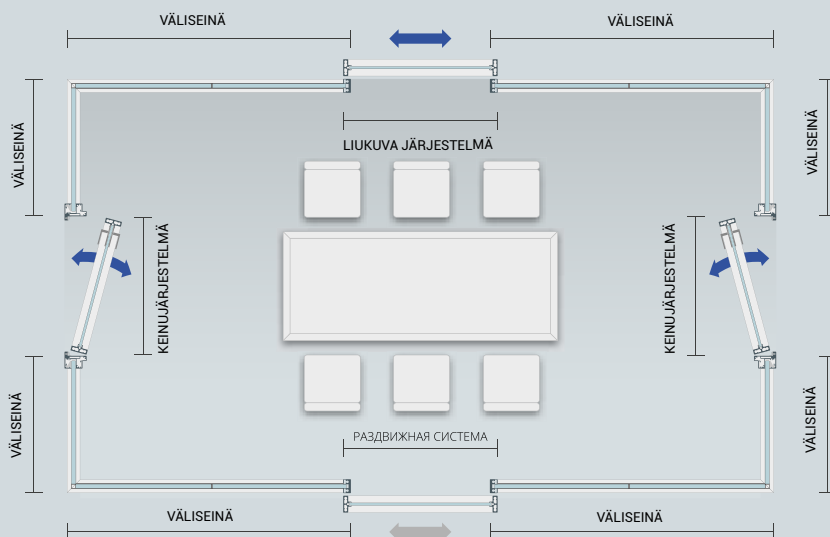 VÄLISEINÄ
VÄLISEINÄ
LIUKUVA JÄRJESTELMÄ
VÄLISEINÄ
VÄLISEINÄ
KEINUJÄRJESTELMÄ
KEINUJÄRJESTELMÄ
VÄLISEINÄ
VÄLISEINÄ
РАЗДВИЖНАЯ СИСТЕМА
VÄLISEINÄ
VÄLISEINÄ